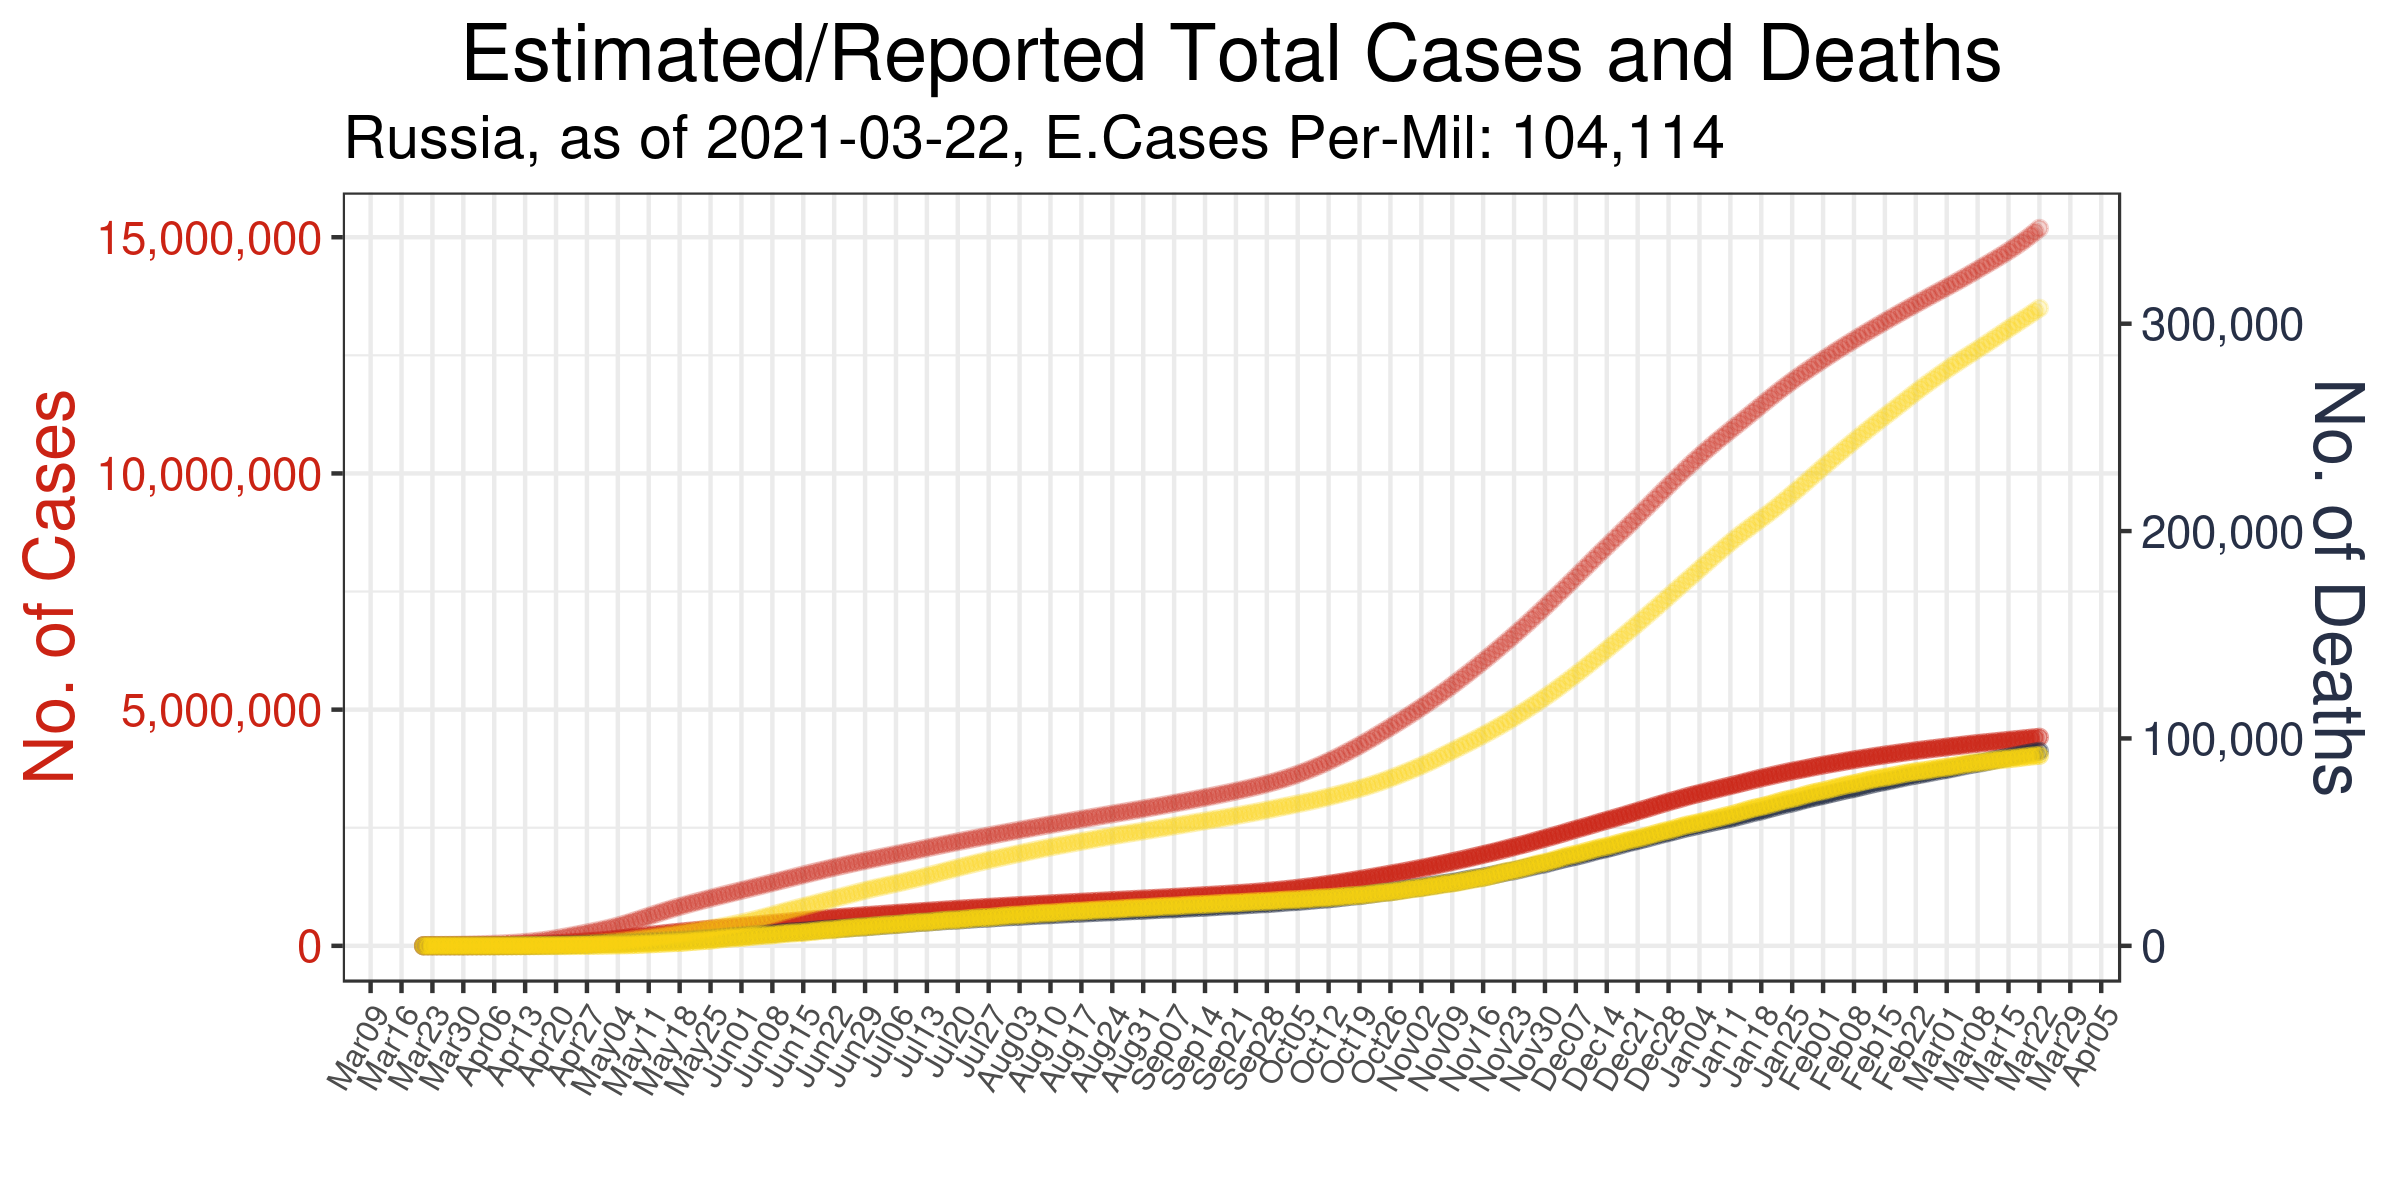 Estimated/Reported Total Cases and Deaths
Russia, as of 2021-03-22, E.Cases Per-Mil: 104,114
No. of Cases
15,000,000
10,000,000
5,000,000
0
300,000
200,000
100,000
0
No. of Deaths
Mar09
Mar16
Mar23
Mar30
Apr06
Apr13
Apr20
Apr27
May04
May11
May18
May25
Jun01
Jun08
Jun15
Jun22
Jun29
Jul06
Jul13
Jul20
Jul27
Aug03
Aug10
Aug17
Aug24
Aug31
Sep07
Sep14
Sep21
Sep28
Oct05
Oct12
Oct19
Oct26
Nov02
Nov09
Nov16
Nov23
Nov30
Dec07
Dec14
Dec21
Dec28
Jan04
Jan11
Jan18
Jan25
Feb01
Feb08
Feb15
Feb22
Mar01
Mar08
Mar15
Mar22
Mar29
Apr05